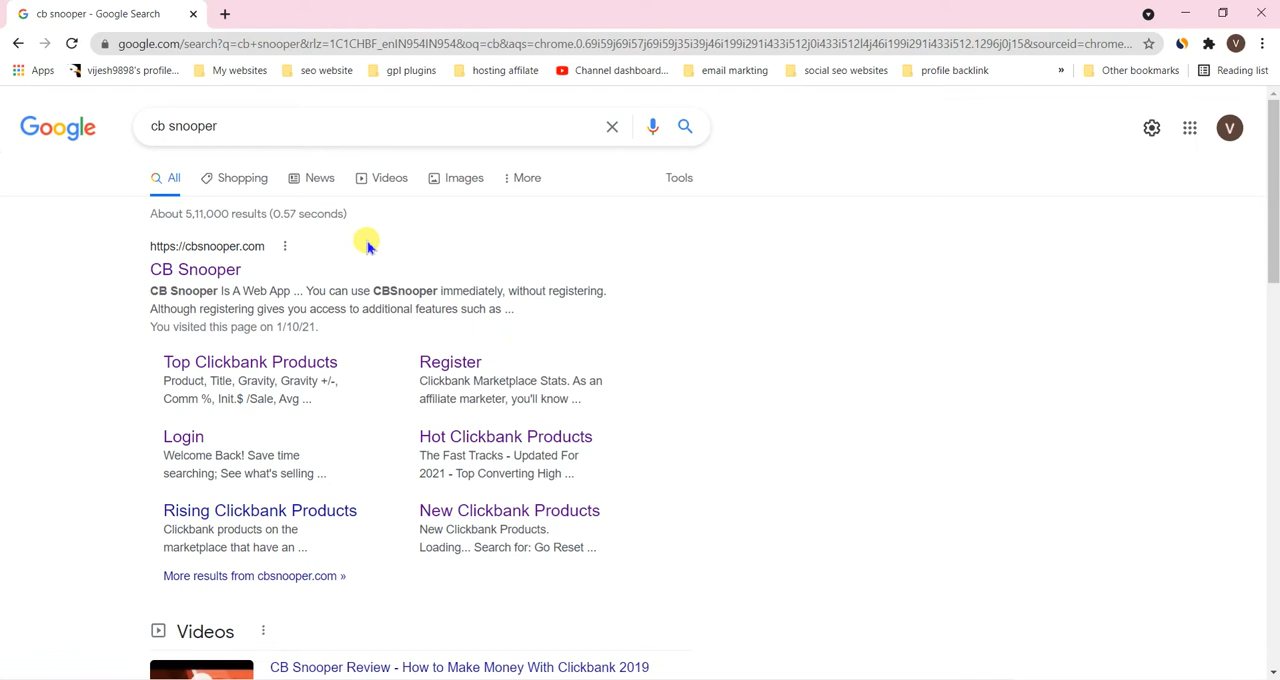 cb snooper - Google Search
google.com/search?q=cb+snooper&rlz=1C1CHBF_enIN954IN954&oq=cb&aqs=chrome.0.69i59j69i57j69i59j35i39j46i199i291i433i512j0i433i512l4j46i199i291i433i512.1296j0j15&sourceid=chrome...
Apps vijesh9898's profile... My websites seo website gpl plugins hosting affilate Channel dashboard... email markting social seo websites profile backlink » Other bookmarks Reading list
Google cb snooper V
All Shopping News Videos Images More Tools
About 5,11,000 results (0.57 seconds)
https://cbsnooper.com
CB Snooper
CB Snooper Is A Web App ... You can use CBSnooper immediately, without registering.
Although registering gives you access to additional features such as ...
You visited this page on 1/10/21.
Top Clickbank Products
Product, Title, Gravity, Gravity +/-,
Comm %, Init.$ /Sale, Avg ...
Register
Clickbank Marketplace Stats. As an
affiliate marketer, you'll know ...
Login
Welcome Back! Save time
searching; See what's selling ...
Hot Clickbank Products
The Fast Tracks - Updated For
2021 - Top Converting High ...
Rising Clickbank Products
Clickbank products on the
marketplace that have an ...
New Clickbank Products
New Clickbank Products.
Loading... Search for: Go Reset ...
More results from cbsnooper.com »
Videos
CB Snooper Review - How to Make Money With Clickbank 2019